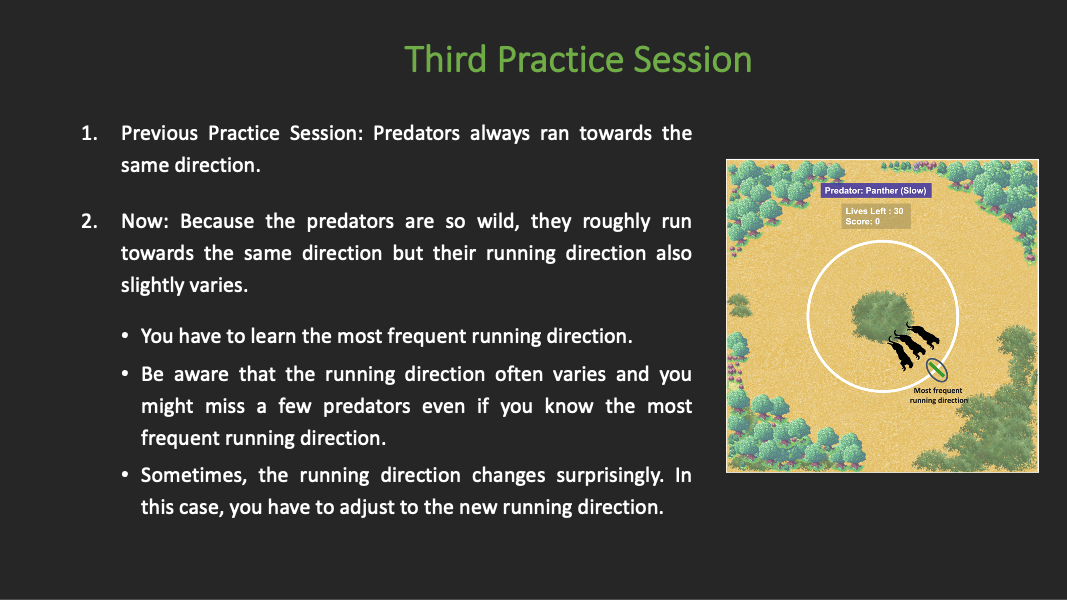 Third Practice Session
1. Previous Practice Session: Predators always ran towards the
same direction.
2. Now: Because the predators are so wild, they roughly run
towards the same direction but their running direction also
slightly varies.
• You have to learn the most frequent running direction.
• Be aware that the running direction often varies and you
might miss a few predators even if you know the most
frequent running direction.
• Sometimes, the running direction changes surprisingly. In
this case, you have to adjust to the new running direction.
Predator: Panther (Slow)
Lives Left : 30
Score: 0
Most frequent
running direction